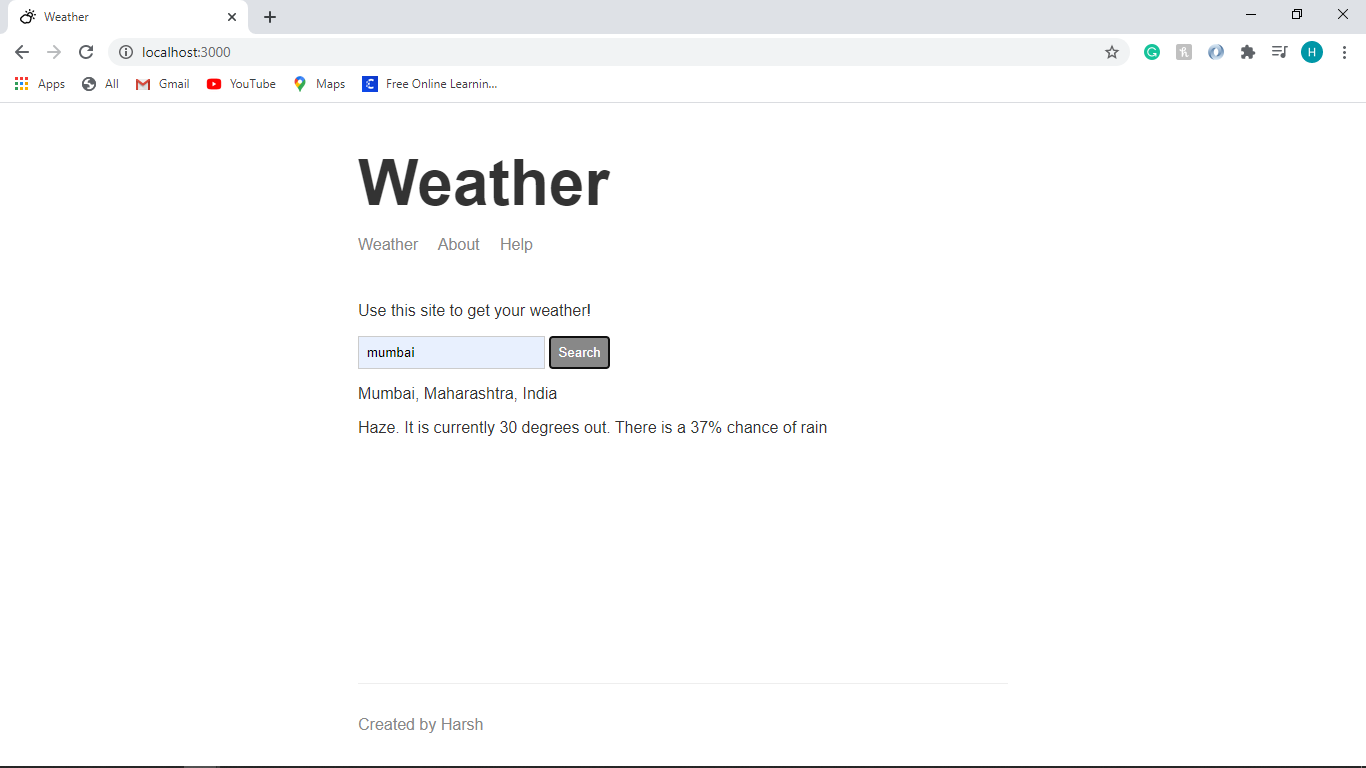 Weather
localhost:3000
H
Apps All Gmail YouTube Maps C Free Online Learnin...
Weather
Weather About Help
Use this site to get your weather!
mumbai Search
Mumbai, Maharashtra, India
Haze. It is currently 30 degrees out. There is a 37% chance of rain
Created by Harsh